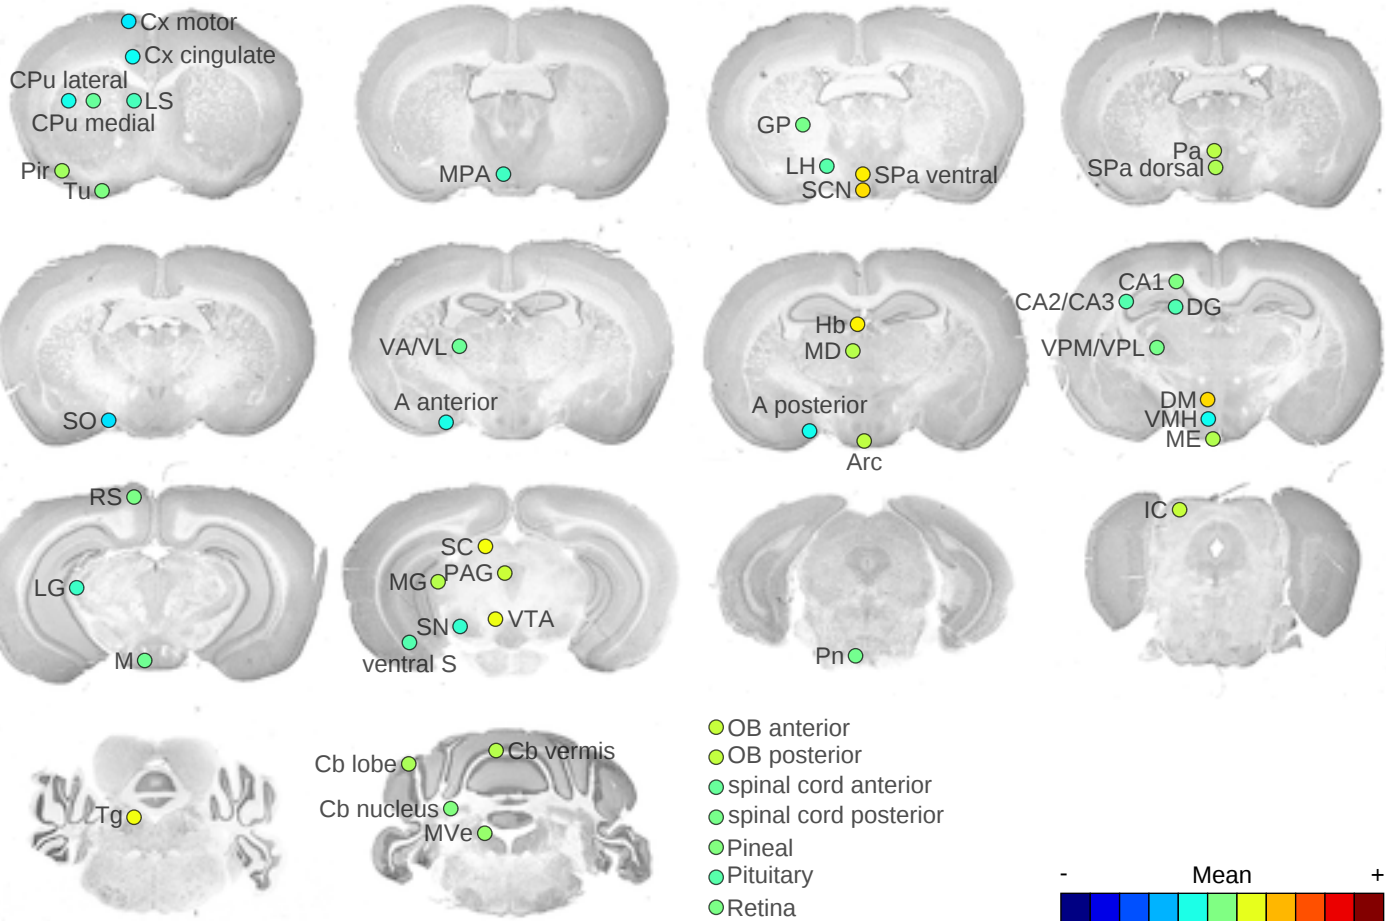 Cx motor
Cx cingulate
CPu lateral
LS
CPu medial
Pir
Tu
MPA
GP
LH
SPa ventral
SCN
Pa
SPa dorsal
SO
VA/VL
A anterior
Hb
MD
A posterior
Arc
CA1
CA2/CA3
DG
VPM/VPL
DM
VMH
ME
RS
LG
M
SC
MG
PAG
SN
VTA
ventral S
Pn
IC
Tg
Cb lobe
Cb vermis
Cb nucleus
MVe
OB anterior
OB posterior
spinal cord anterior
spinal cord posterior
Pineal
Pituitary
Retina
- Mean +